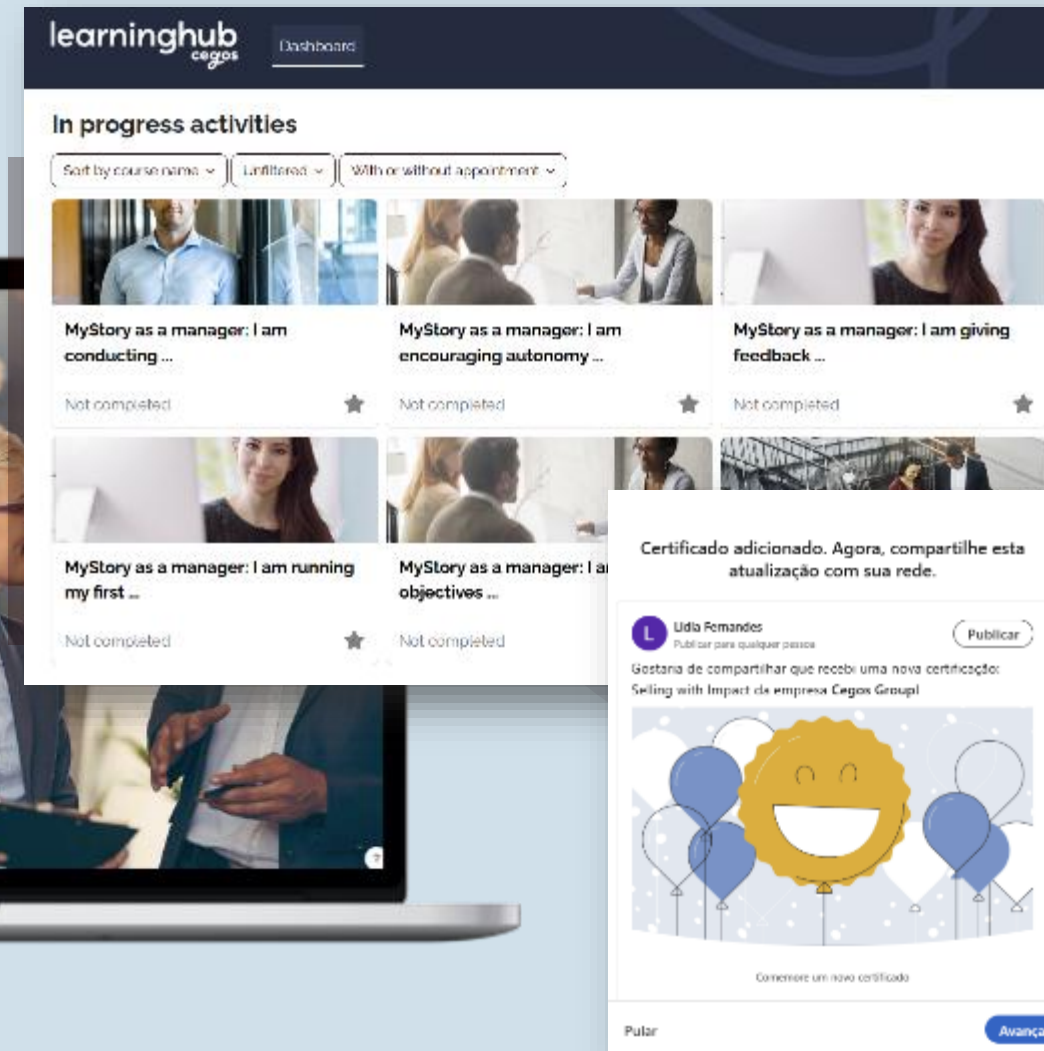 learninghub
cegos
Dashboard
In progress activities
Sort by course name
Unfiltered
With or without appointment
MyStory as a manager: I am
conducting ...
Not completed
MyStory as a manager: I am
encouraging autonomy ...
Not completed
MyStory as a manager: I am giving
feedback ...
Not completed
MyStory as a manager: I am running
my first ...
Not completed
MyStory as a manager: I
objectives ...
Not completed
Certificado adicionado. Agora, compartilhe esta
atualização com sua rede.
L
Lidia Fernandes
Publicar para qualquer pessoa
Publicar
Gostaria de compartilhar que recebi uma nova certificação:
Selling with Impact da empresa Cegos Group!
Comemore um novo certificado
Pular
Avança
?